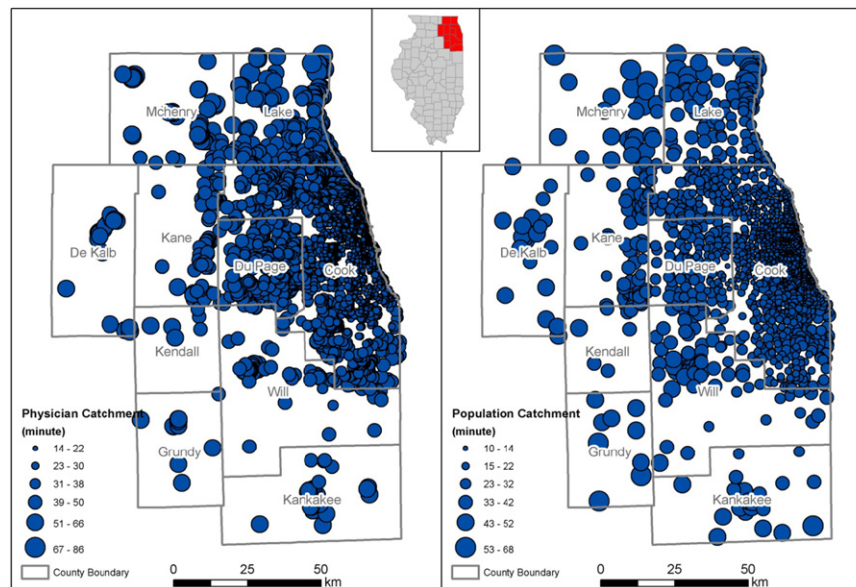 Mchenry
Lake
De Kalb
Kane
Du Page
Cook
Kendall
Will
Grundy
Kankakee
Physician Catchment
(minute)
14 - 22
23 - 30
31 - 38
39 - 50
51 - 66
67 - 86
County Boundary
0 25 50
km
Mchenry
Lake
De Kalb
Kane
Du Page
Cook
Kendall
Will
Grundy
Kankakee
Population Catchment
(minute)
10 - 14
15 - 22
23 - 32
33 - 42
43 - 52
53 - 68
County Boundary
0 25 50
km